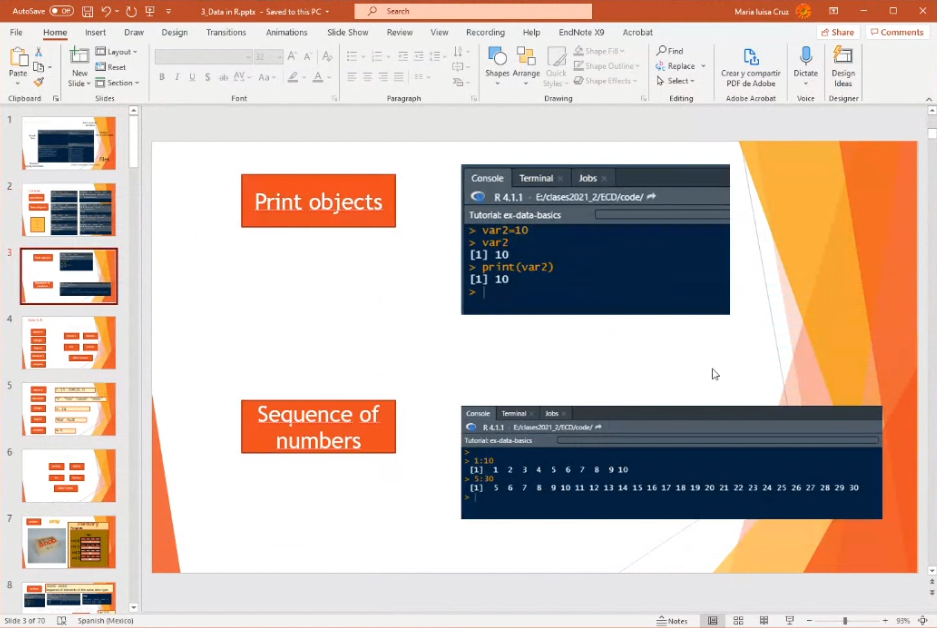 AutoSave Off 3_Data in R.pptx - Saved to this PC Search Maria luisa Cruz
File Home Insert Draw Design Transitions Animations Slide Show Review View Recording Help EndNote X9 Acrobat Share Comments
Paste
Clipboard
New
Slide
Layout
Reset
Section
Slides
32
B I U S ab AV Aa A
Font
Paragraph
Shapes
Arrange
Quick
Styles
Shape Fill
Shape Outline
Shape Effects
Drawing
Find
Replace
Select
Editing
Crear y compartir
PDF de Adobe
Adobe Acrobat
Dictate
Voice
Design
Ideas
Designer
1
2
3
4
5
6
7
8
Print objects
Console Terminal Jobs
R 4.1.1 · E:/clases2021_2/ECD/code/
Tutorial: ex-data-basics
> var2=10
> var2
[1] 10
> print(var2)
[1] 10
>
Sequence of
numbers
Console Terminal Jobs
R 4.1.1 · E:/clases2021_2/ECD/code/
Tutorial: ex-data-basics
>
> 1:10
[1] 1 2 3 4 5 6 7 8 9 10
> 5:30
[1] 5 6 7 8 9 10 11 12 13 14 15 16 17 18 19 20 21 22 23 24 25 26 27 28 29 30
>
Slide 3 of 70 Spanish (Mexico) Notes 93%